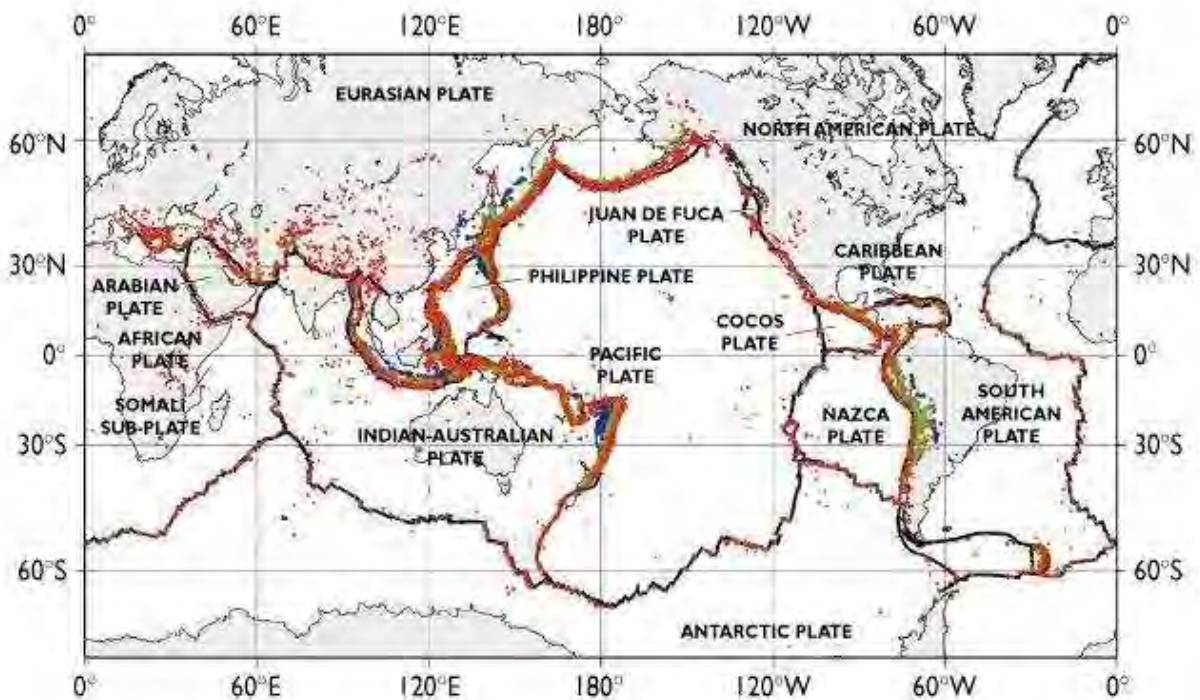 0° 60°E 120°E 180° 120°W 60°W 0°
EURASIAN PLATE
NORTH AMERICAN PLATE
60°N 60°N
JUAN DE FUCA
PLATE
CARIBBEAN
PLATE
30°N 30°N
PHILIPPINE PLATE
ARABIAN
PLATE
COCOS
PLATE
AFRICAN
PLATE
0° 0°
PACIFIC
PLATE
SOMALI
SUB-PLATE
NAZCA
PLATE
SOUTH
AMERICAN
PLATE
INDIAN-AUSTRALIAN
PLATE
30°S 30°S
60°S 60°S
ANTARCTIC PLATE
0° 60°E 120°E 180° 120°W 60°W 0°